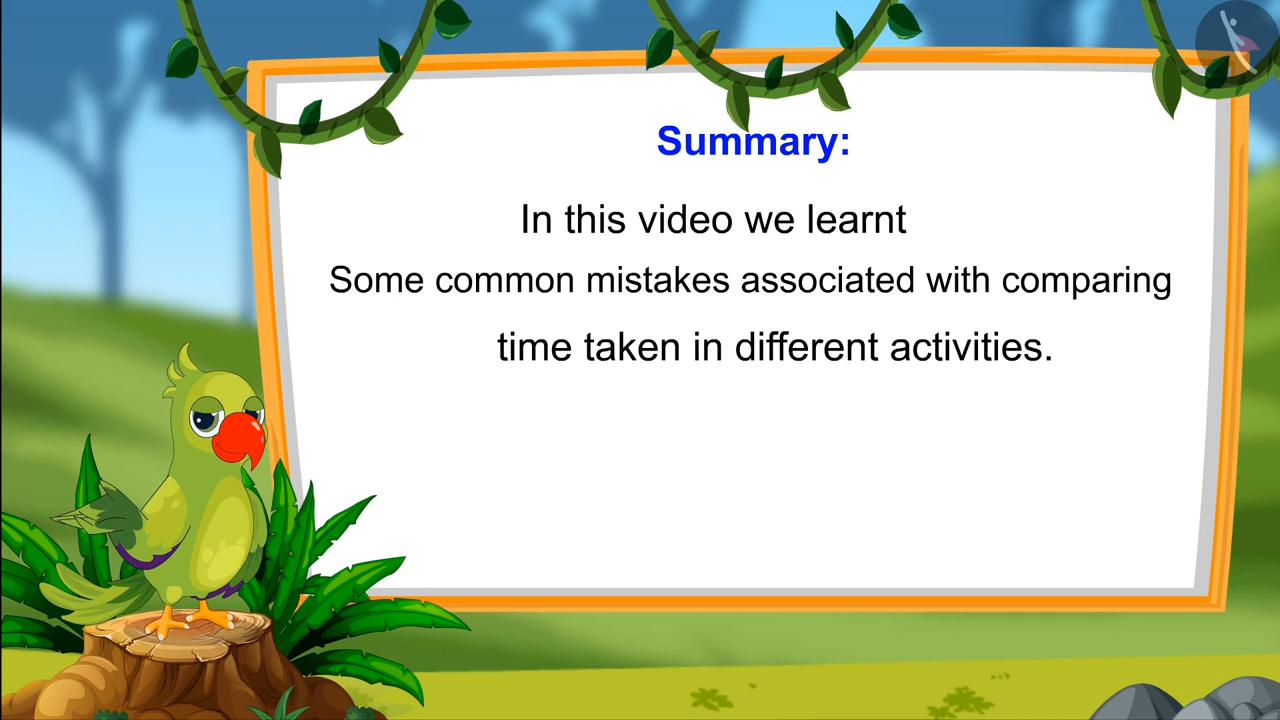 Summary:
In this video we learnt
Some common mistakes associated with comparing
time taken in different activities.